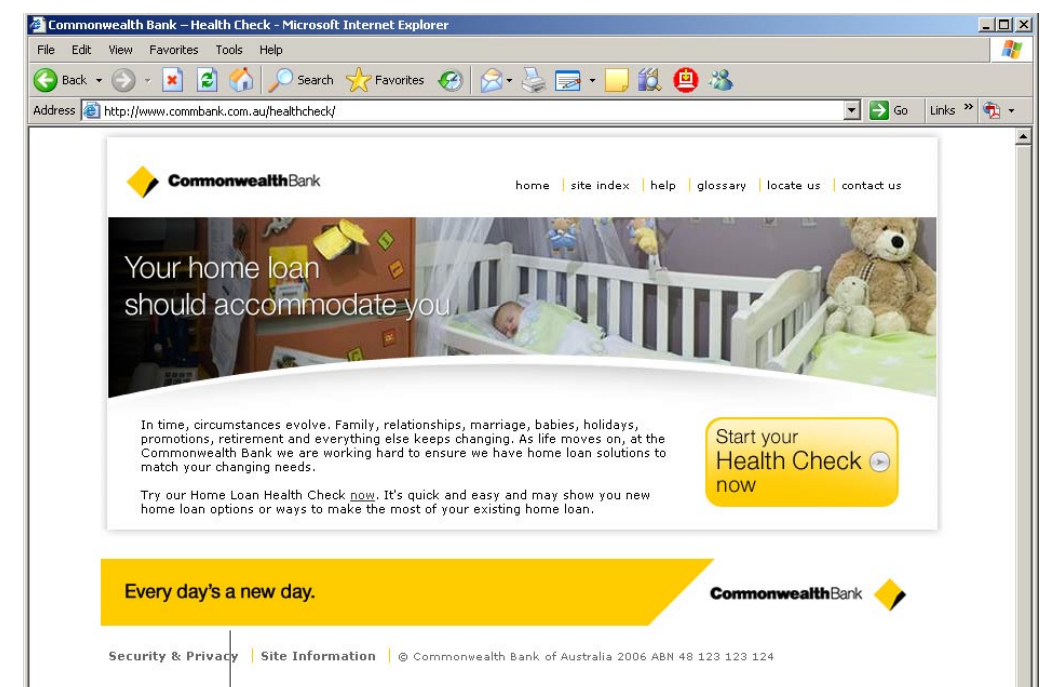 Commonwealth Bank – Health Check - Microsoft Internet Explorer
File Edit View Favorites Tools Help
Back Search Favorites
Address http://www.commbank.com.au/healthcheck/ Go Links »
CommonwealthBank
home site index help glossary locate us contact us
Your home loan
should accommodate you
In time, circumstances evolve. Family, relationships, marriage, babies, holidays,
promotions, retirement and everything else keeps changing. As life moves on, at the
Commonwealth Bank we are working hard to ensure we have home loan solutions to
match your changing needs.
Try our Home Loan Health Check now. It's quick and easy and may show you new
home loan options or ways to make the most of your existing home loan.
Start your
Health Check
now
Every day's a new day.
CommonwealthBank
Security & Privacy Site Information © Commonwealth Bank of Australia 2006 ABN 48 123 123 124